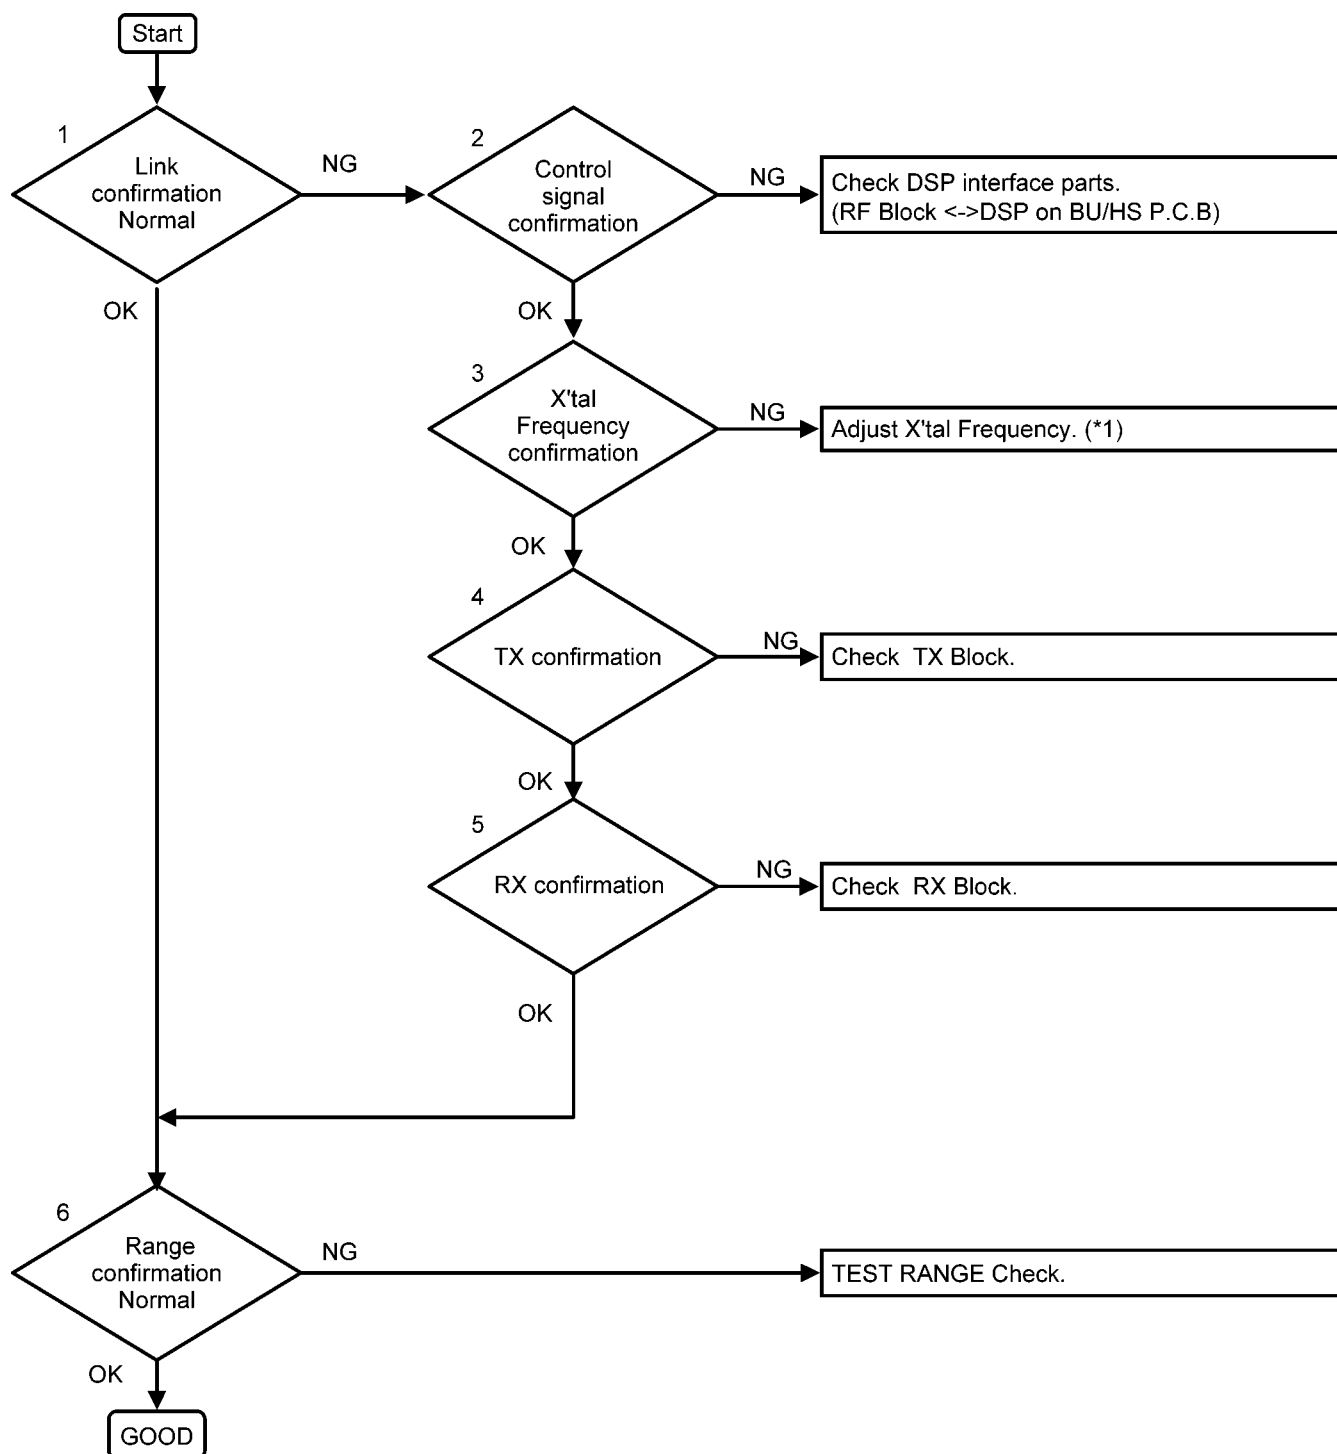 Start
1
Link
confirmation
Normal
NG
2
Control
signal
confirmation
NG
Check DSP interface parts.
(RF Block <->DSP on BU/HS P.C.B)
OK
OK
3
X'tal
Frequency
confirmation
NG
Adjust X'tal Frequency. (*1)
OK
4
TX confirmation
NG
Check TX Block.
OK
5
RX confirmation
NG
Check RX Block.
OK
6
Range
confirmation
Normal
NG
TEST RANGE Check.
OK
GOOD